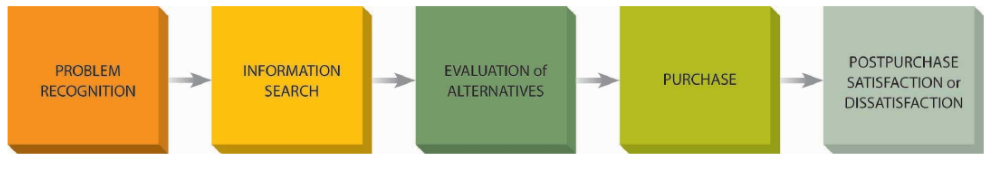 PROBLEM
RECOGNITION
INFORMATION
SEARCH
EVALUATION of
ALTERNATIVES
PURCHASE
POSTPURCHASE
SATISFACTION or
DISSATISFACTION